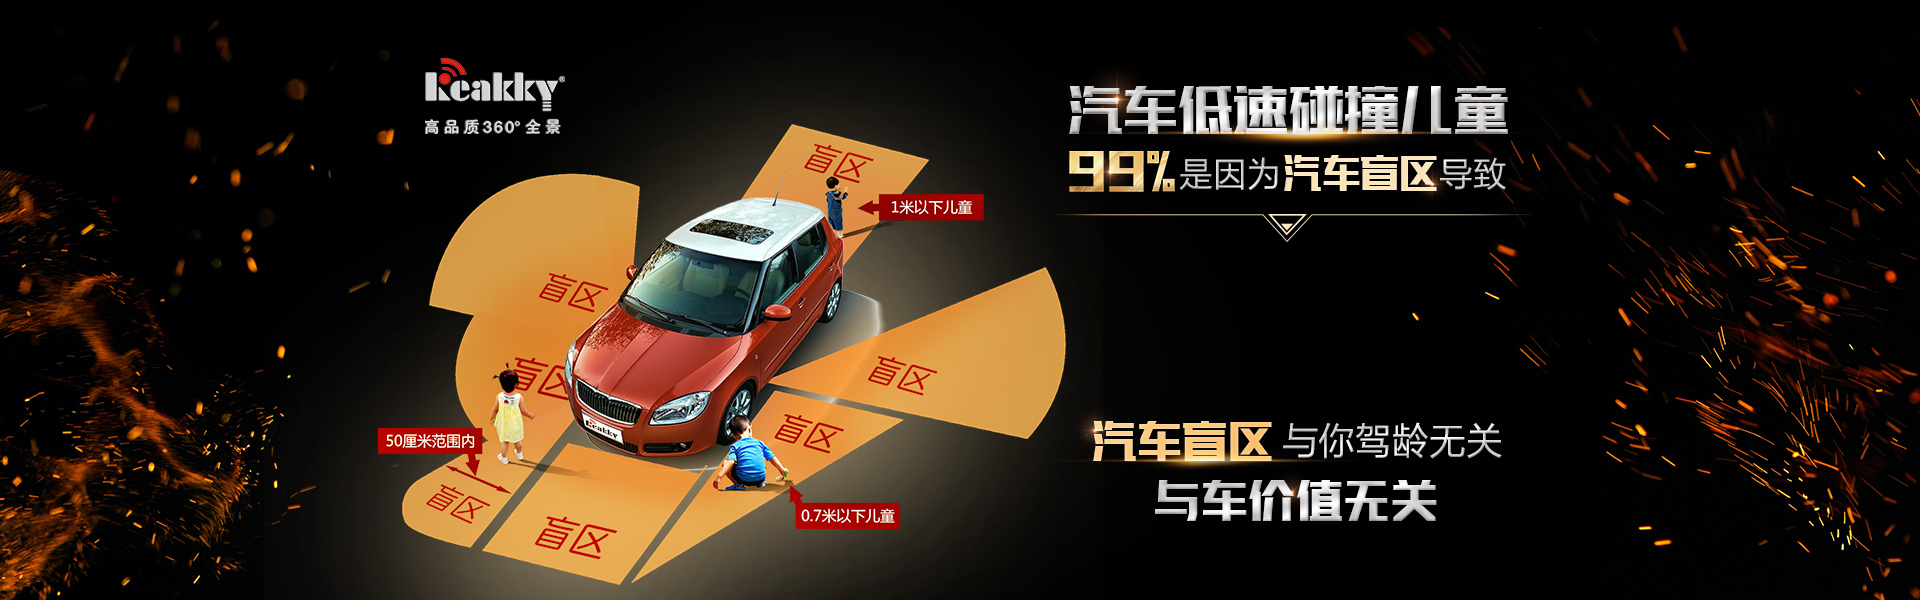 Keakky®
高品质360°全景
盲区
1米以下儿童
盲区
盲区
盲区
盲区
50厘米范围内
盲区
盲区
0.7米以下儿童
Keakky
汽车低速碰撞儿童
99%是因为汽车盲区导致
汽车盲区 与你驾龄无关
与车价值无关